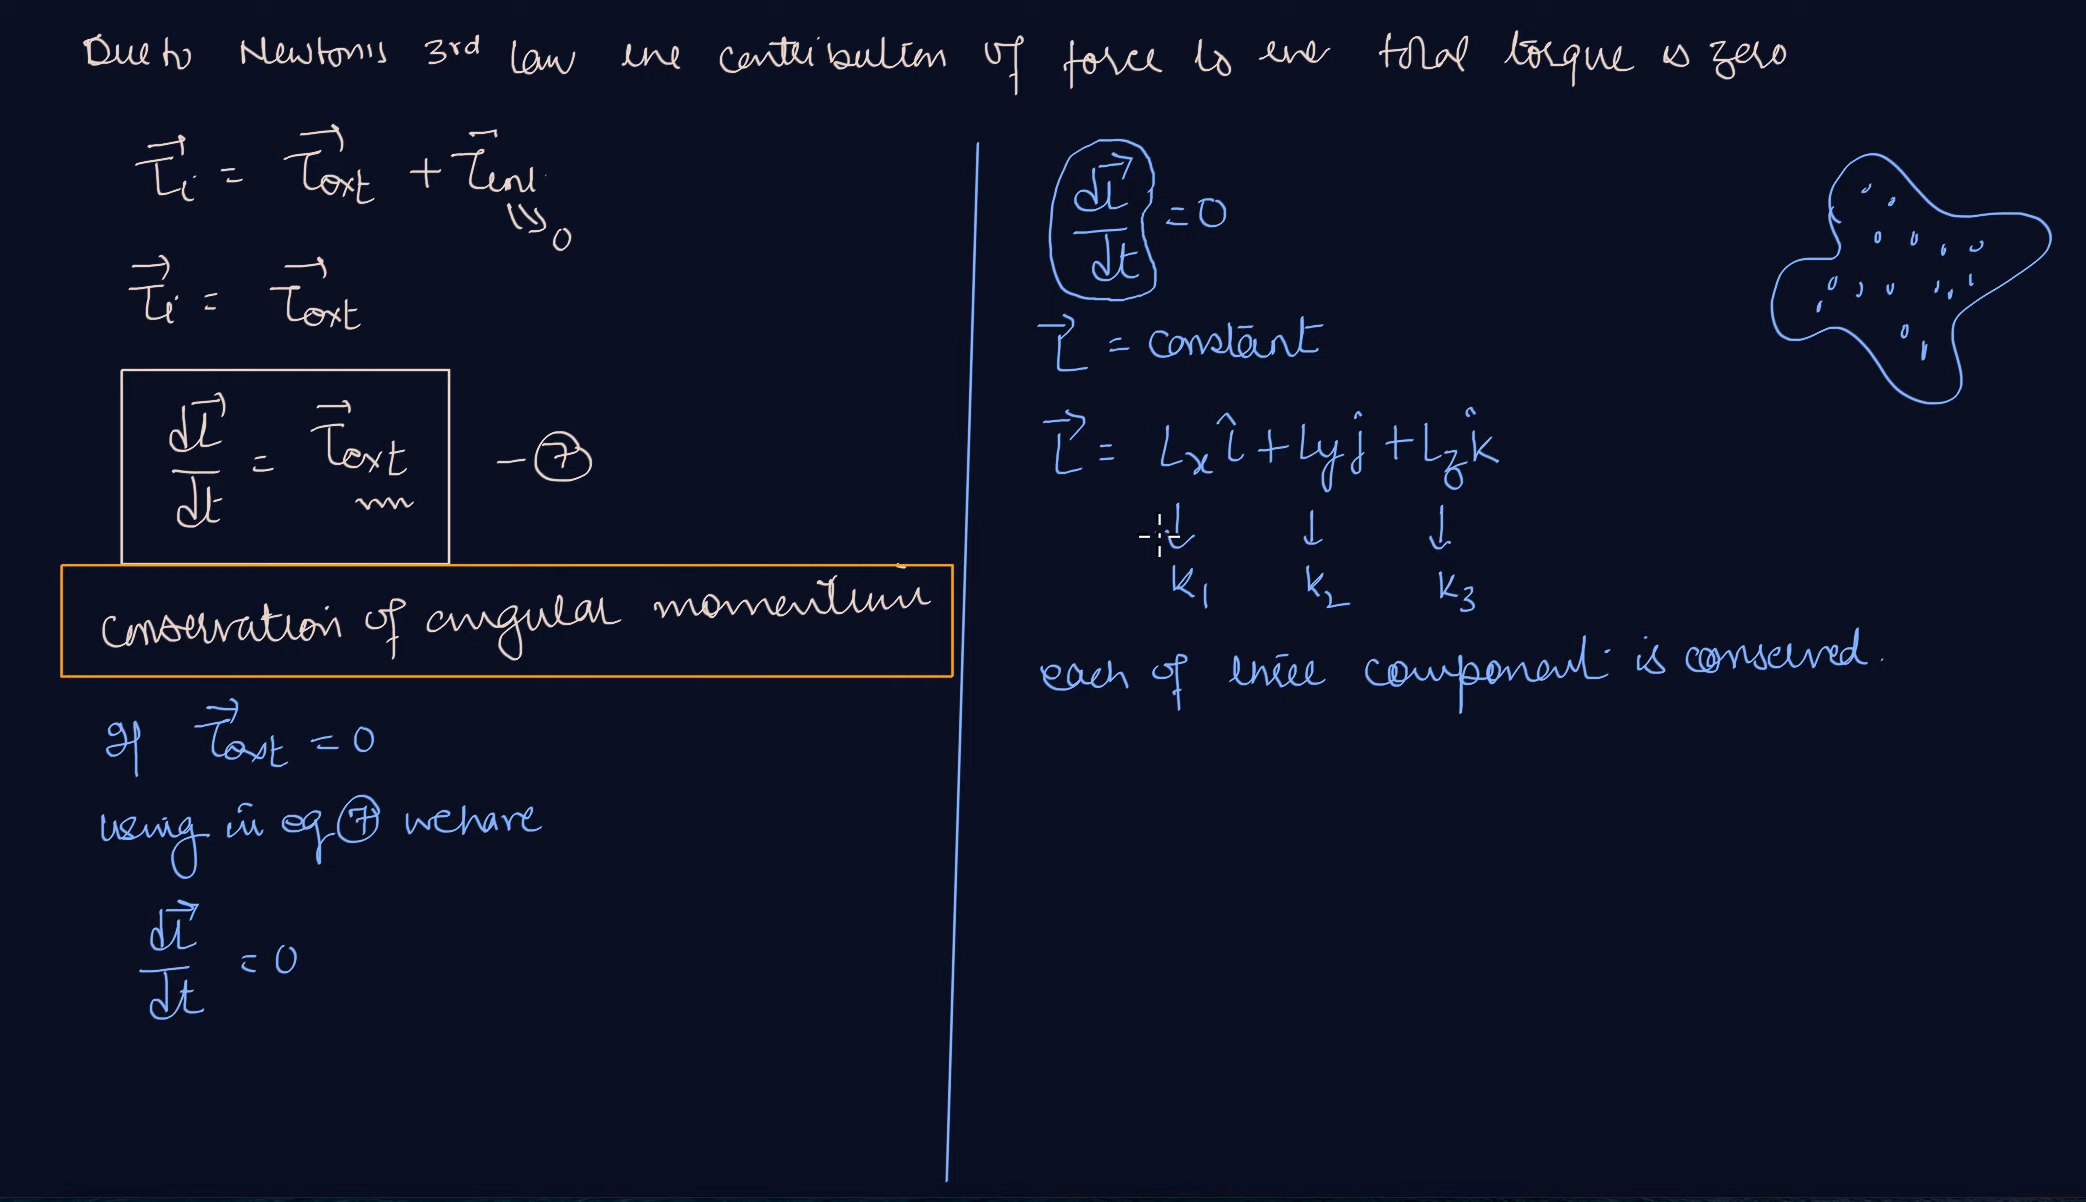 Due to Newton's 3rd law the contribution of force to the total torque is zero
τ⃗i = τ⃗ext + τ⃗int → 0
τ⃗i = τ⃗ext
dL⃗/dt = τ⃗ext - ⑦
conservation of angular momentum
If τ⃗ext = 0
using in eq ⑦ we have
dL⃗/dt = 0
dL⃗/dt = 0
L⃗ = constant
L⃗ = Lx î + Ly ĵ + Lz k̂
↓ ↓ ↓
K1 K2 K3
each of three component is conserved.